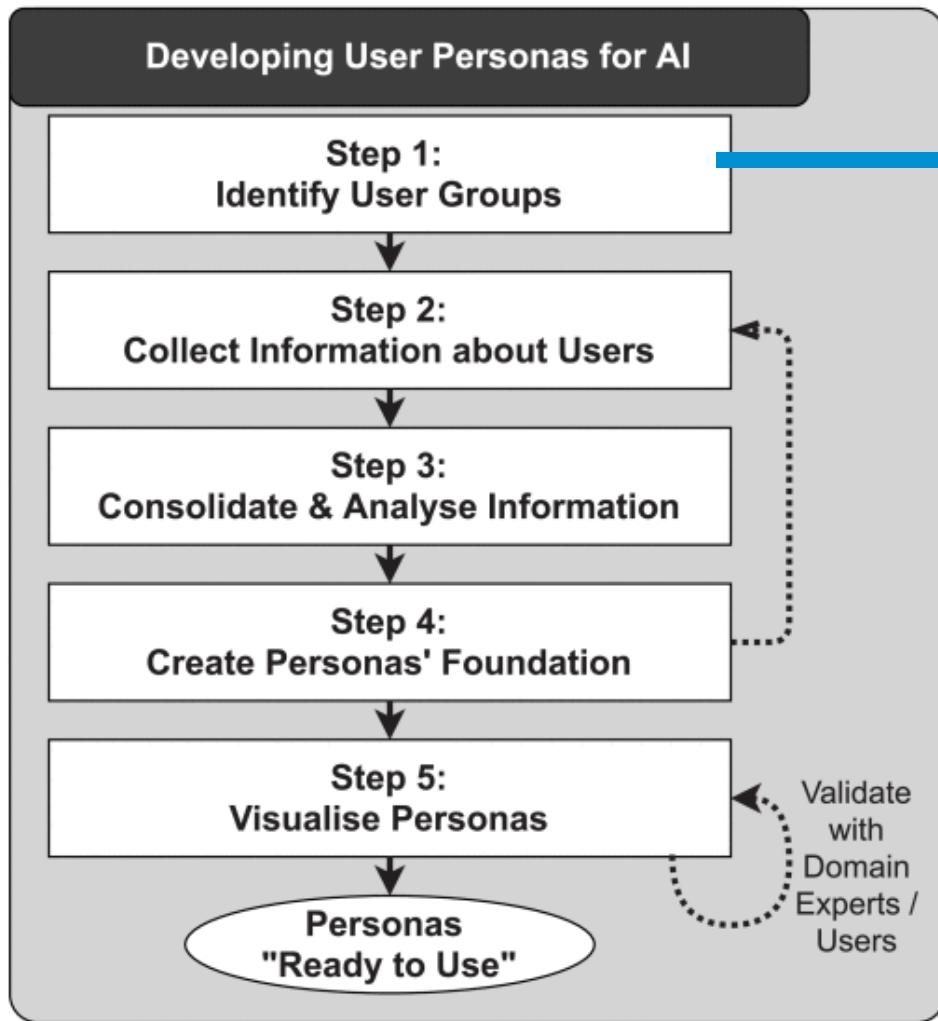 Developing User Personas for AI
Step 1:
Identify User Groups
Step 2:
Collect Information about Users
Step 3:
Consolidate & Analyse Information
Step 4:
Create Personas' Foundation
Step 5:
Visualise Personas
Validate
with
Domain
Experts /
Users
Personas
"Ready to Use"